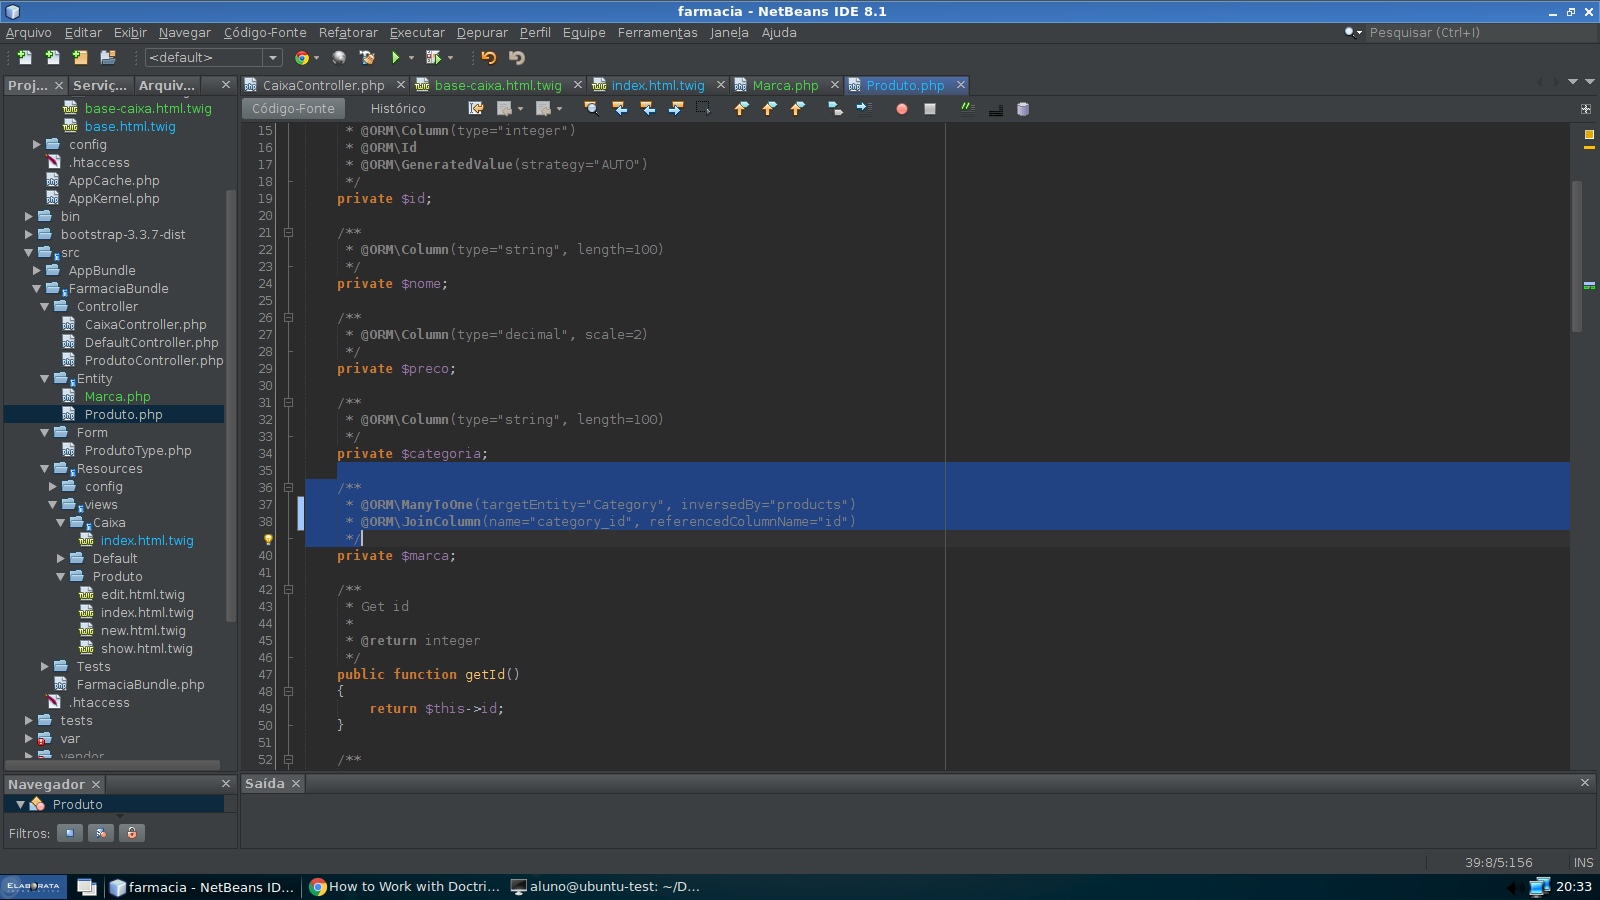 farmacia - NetBeans IDE 8.1
Arquivo Editar Exibir Navegar Código-Fonte Refatorar Executar Depurar Perfil Equipe Ferramentas Janela Ajuda
Pesquisar (Ctrl+I)
<default>
Proj... Serviç... Arquiv...
CaixaController.php base-caixa.html.twig index.html.twig Marca.php Produto.php
Código-Fonte Histórico
base-caixa.html.twig
base.html.twig
config
.htaccess
AppCache.php
AppKernel.php
bin
bootstrap-3.3.7-dist
src
AppBundle
FarmaciaBundle
Controller
CaixaController.php
DefaultController.php
ProdutoController.php
Entity
Marca.php
Produto.php
Form
ProdutoType.php
Resources
config
views
Caixa
index.html.twig
Default
Produto
edit.html.twig
index.html.twig
new.html.twig
show.html.twig
Tests
FarmaciaBundle.php
.htaccess
tests
var
vendor
15 * @ORM\Column(type="integer")
16 * @ORM\Id
17 * @ORM\GeneratedValue(strategy="AUTO")
18 */
19 private $id;
20
21 /**
22 * @ORM\Column(type="string", length=100)
23 */
24 private $nome;
25
26 /**
27 * @ORM\Column(type="decimal", scale=2)
28 */
29 private $preco;
30
31 /**
32 * @ORM\Column(type="string", length=100)
33 */
34 private $categoria;
35
36 /**
37 * @ORM\ManyToOne(targetEntity="Category", inversedBy="products")
38 * @ORM\JoinColumn(name="category_id", referencedColumnName="id")
*/
40 private $marca;
41
42 /**
43 * Get id
44 *
45 * @return integer
46 */
47 public function getId()
48 {
49 return $this->id;
50 }
51
52 /**
Navegador
Produto
Filtros:
Saída
39:8/5:156 INS
ELABORATA
farmacia - NetBeans ID... How to Work with Doctri... aluno@ubuntu-test: ~/D...
20:33